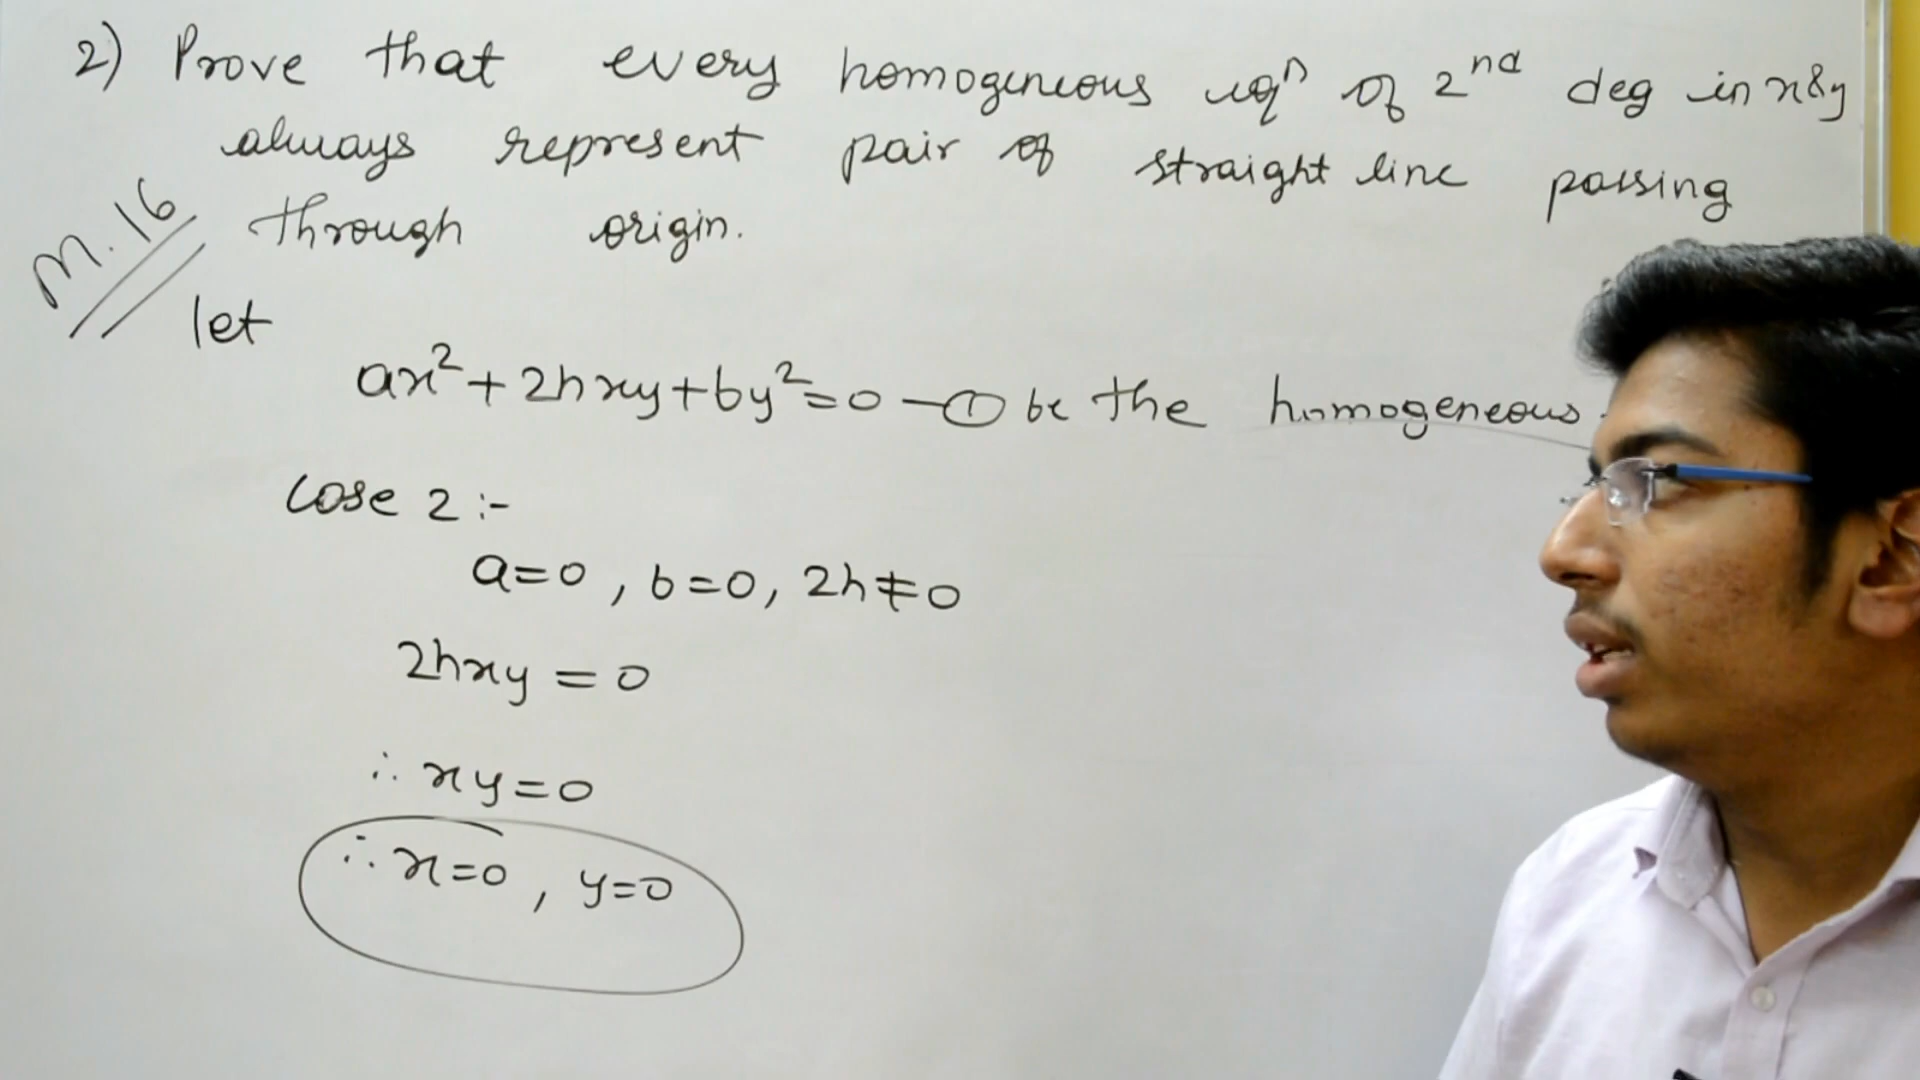 2) Prove that every homogeneous eqⁿ of 2ⁿᵈ deg in x&y
always represent pair of straight line passing
through origin.
M.16
let
ax²+2hxy+by²=0 —① be the homogeneous
Case 2 :-
a=0 , b=0, 2h≠0
2hxy = 0
∴ xy=0
∴ x=0 , y=0